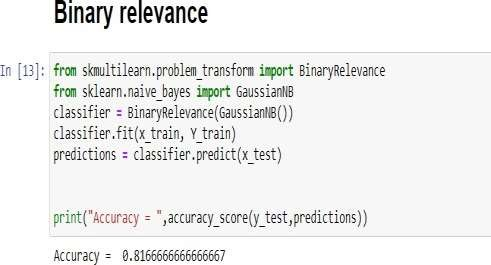 Binary relevance
In [13]: from skmultilearn.problem_transform import BinaryRelevance
from sklearn.naive_bayes import GaussianNB
classifier = BinaryRelevance(GaussianNB())
classifier.fit(x_train, Y_train)
predictions = classifier.predict(x_test)
print("Accuracy = ",accuracy_score(y_test,predictions))
Accuracy =  0.8166666666666667